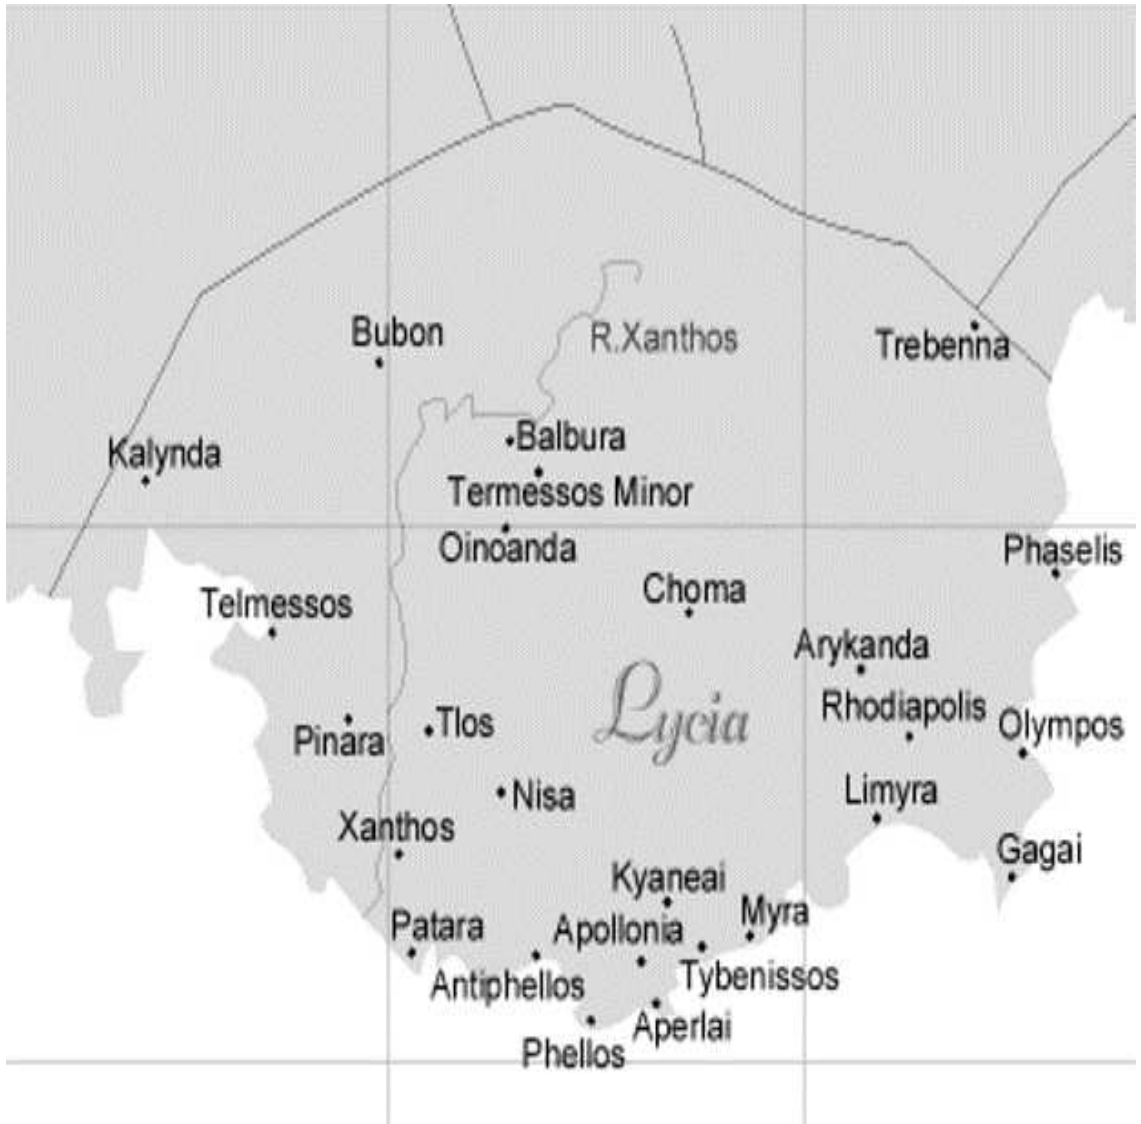 Bubon
R.Xanthos
Trebenna
Kalynda
Balbura
Termessos Minor
Oinoanda
Phaselis
Telmessos
Choma
Arykanda
Lycia
Rhodiapolis
Olympos
Pinara
Tlos
Nisa
Limyra
Xanthos
Gagai
Kyaneai
Myra
Patara
Apollonia
Antiphellos
Tybenissos
Aperlai
Phellos